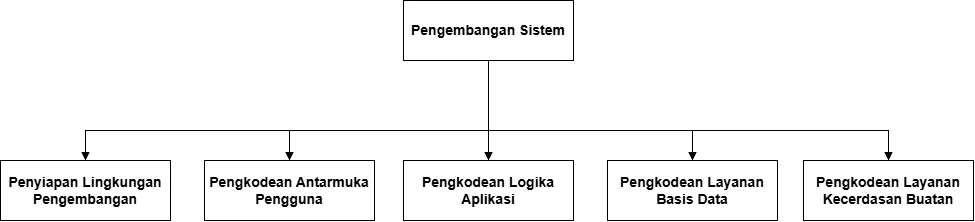 Pengembangan Sistem
Penyiapan Lingkungan
Pengembangan
Pengkodean Antarmuka
Pengguna
Pengkodean Logika
Aplikasi
Pengkodean Layanan
Basis Data
Pengkodean Layanan
Kecerdasan Buatan